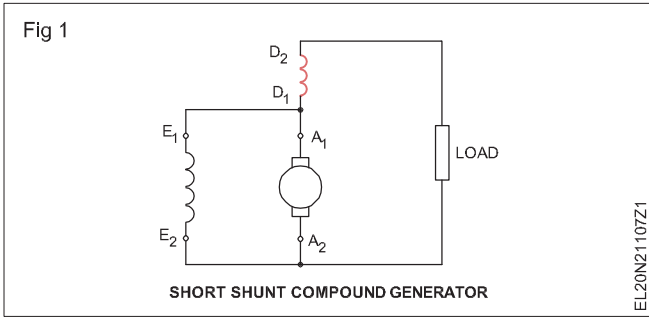 Fig 1
D2
D1
E1
A1
LOAD
E2
A2
SHORT SHUNT COMPOUND GENERATOR
EL20N21107Z1